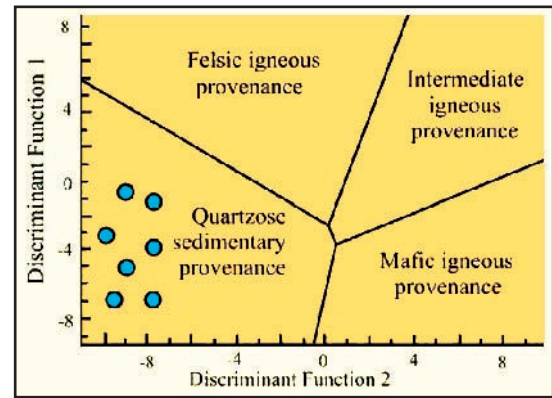 8
4
0
-4
-8
Discriminant Function 1
Felsic igneous
provenance
Intermediate
igneous
provenance
Quartzose
sedimentary
provenance
Mafic igneous
provenance
-8
-4
0
4
8
Discriminant Function 2